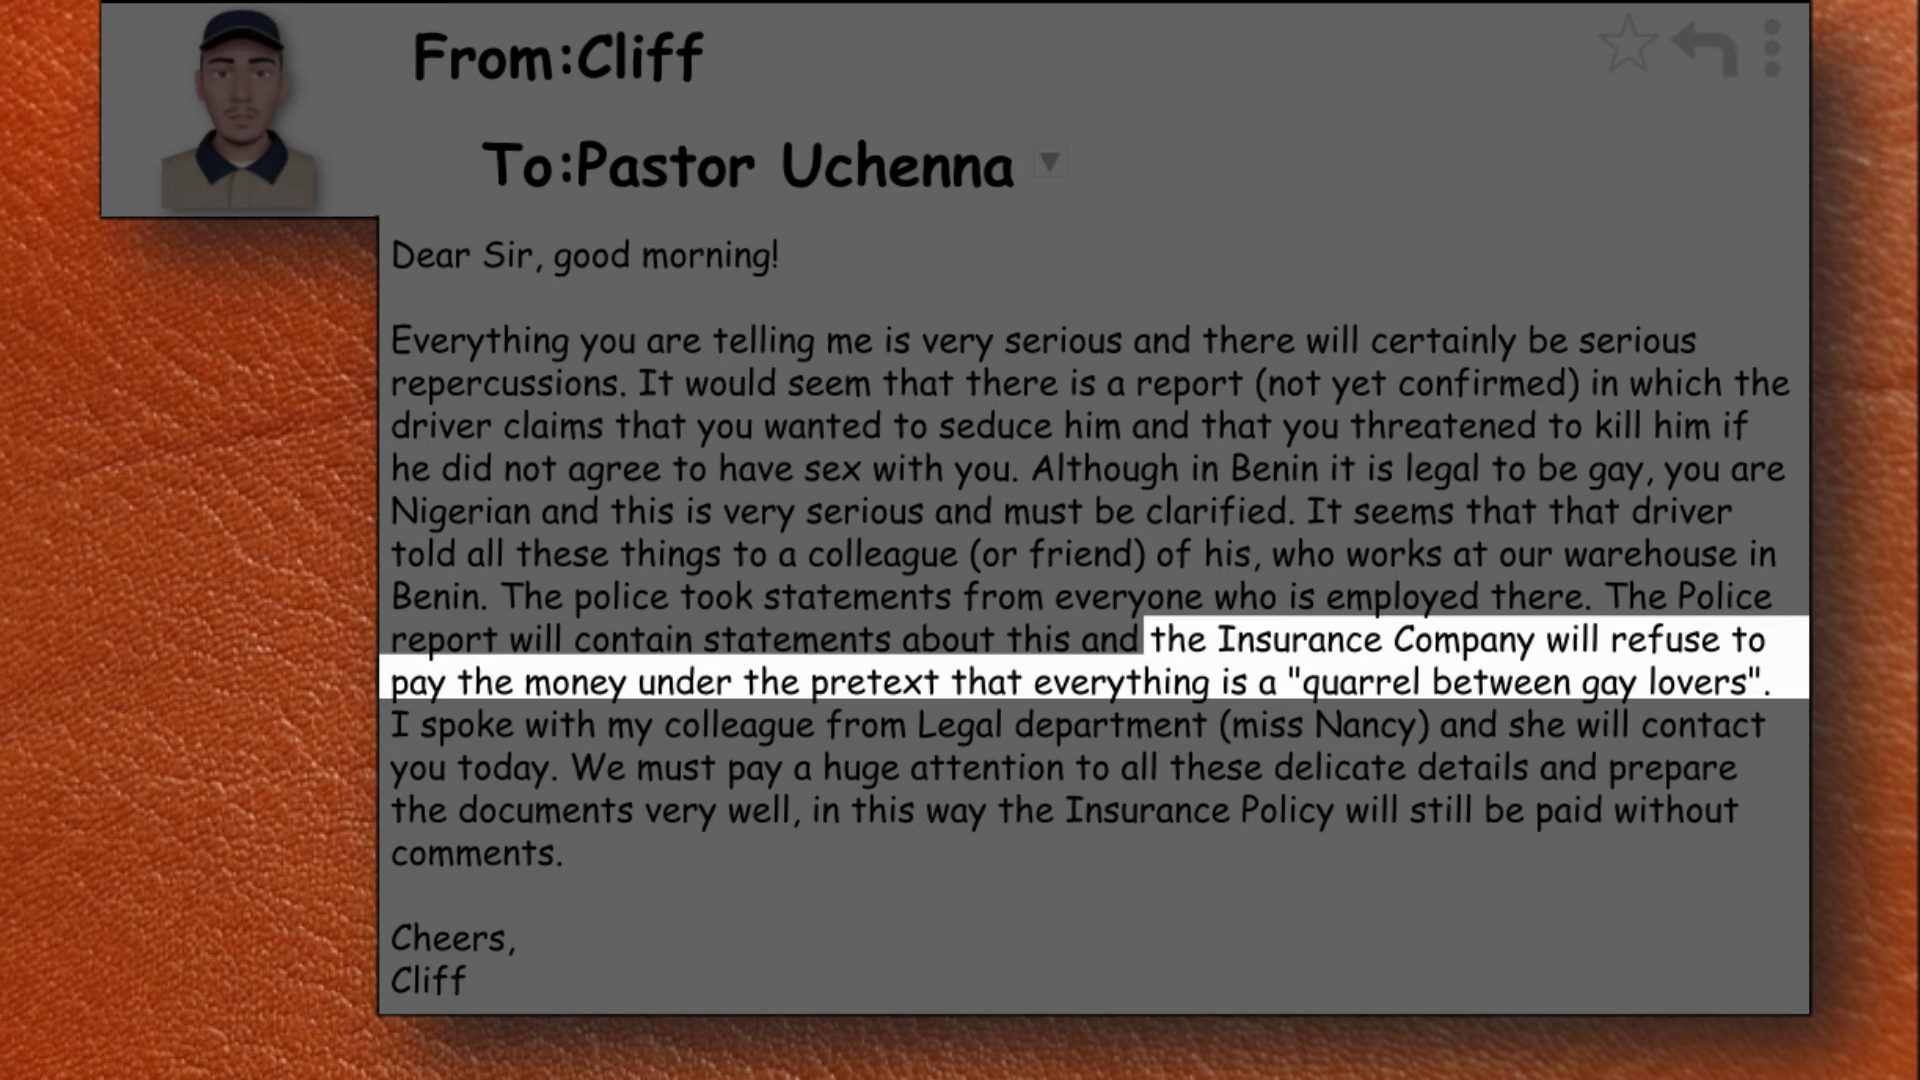 From:Cliff
To:Pastor Uchenna
Dear Sir, good morning!
Everything you are telling me is very serious and there will certainly be serious
repercussions. It would seem that there is a report (not yet confirmed) in which the
driver claims that you wanted to seduce him and that you threatened to kill him if
he did not agree to have sex with you. Although in Benin it is legal to be gay, you are
Nigerian and this is very serious and must be clarified. It seems that that driver
told all these things to a colleague (or friend) of his, who works at our warehouse in
Benin. The police took statements from everyone who is employed there. The Police
report will contain statements about this and the Insurance Company will refuse to
pay the money under the pretext that everything is a "quarrel between gay lovers".
I spoke with my colleague from Legal department (miss Nancy) and she will contact
you today. We must pay a huge attention to all these delicate details and prepare
the documents very well, in this way the Insurance Policy will still be paid without
comments.
Cheers,
Cliff